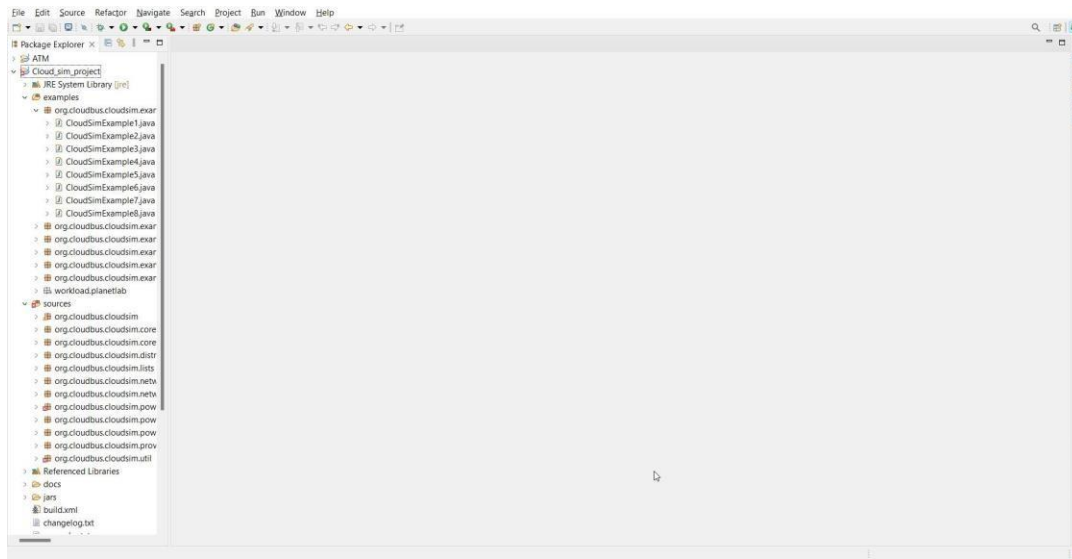 File Edit Source Refactor Navigate Search Project Run Window Help
Package Explorer
ATM
Cloud_sim_project
JRE System Library [jre]
examples
org.cloudbus.cloudsim.exar
CloudSimExample1.java
CloudSimExample2.java
CloudSimExample3.java
CloudSimExample4.java
CloudSimExample5.java
CloudSimExample6.java
CloudSimExample7.java
CloudSimExample8.java
org.cloudbus.cloudsim.exar
org.cloudbus.cloudsim.exar
org.cloudbus.cloudsim.exar
org.cloudbus.cloudsim.exar
org.cloudbus.cloudsim.exar
workload.planetlab
sources
org.cloudbus.cloudsim
org.cloudbus.cloudsim.core
org.cloudbus.cloudsim.core
org.cloudbus.cloudsim.distr
org.cloudbus.cloudsim.lists
org.cloudbus.cloudsim.netw
org.cloudbus.cloudsim.netw
org.cloudbus.cloudsim.pow
org.cloudbus.cloudsim.pow
org.cloudbus.cloudsim.pow
org.cloudbus.cloudsim.prov
org.cloudbus.cloudsim.util
Referenced Libraries
docs
jars
build.xml
changelog.txt